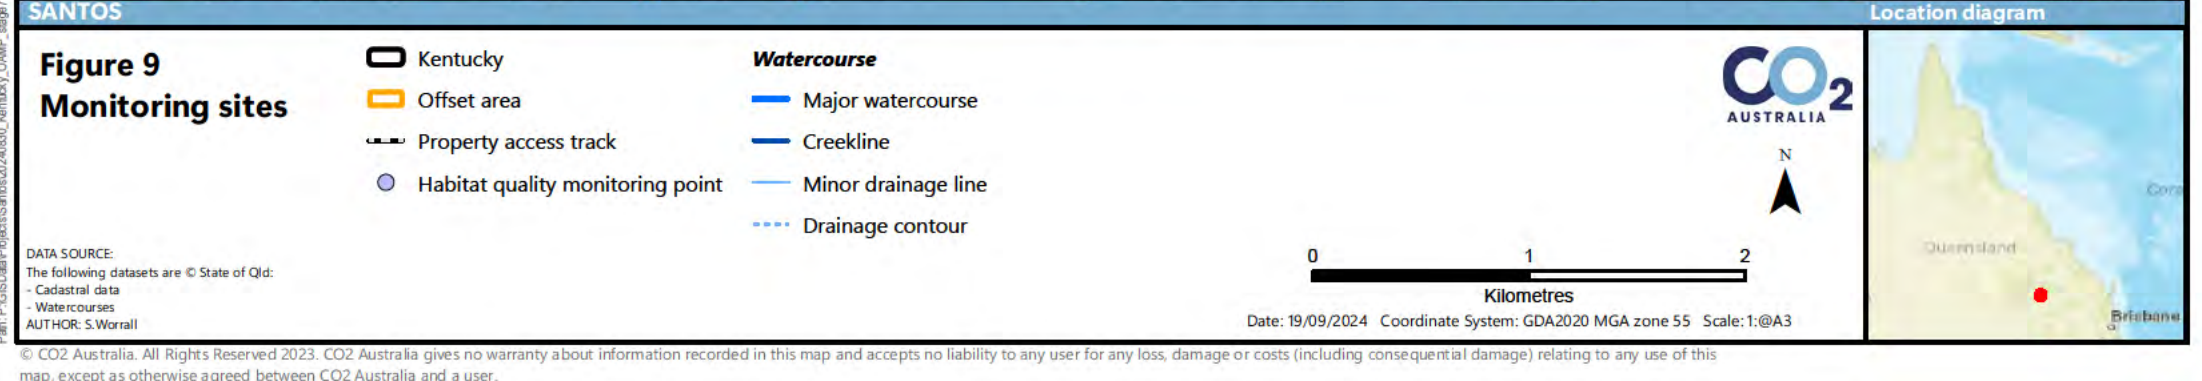 SANTOS
Location diagram
Figure 9
Monitoring sites
Kentucky
Offset area
Property access track
Habitat quality monitoring point
Watercourse
Major watercourse
Creekline
Minor drainage line
Drainage contour
CO2
AUSTRALIA
N
0 1 2
Kilometres
DATA SOURCE:
The following datasets are © State of Qld:
- Cadastral data
- Watercourses
AUTHOR: S.Worrall
Date: 19/09/2024 Coordinate System: GDA2020 MGA zone 55 Scale:1:@A3
Queensland
Brisbane
© CO2 Australia. All Rights Reserved 2023. CO2 Australia gives no warranty about information recorded in this map and accepts no liability to any user for any loss, damage or costs (including consequential damage) relating to any use of this
map, except as otherwise agreed between CO2 Australia and a user.